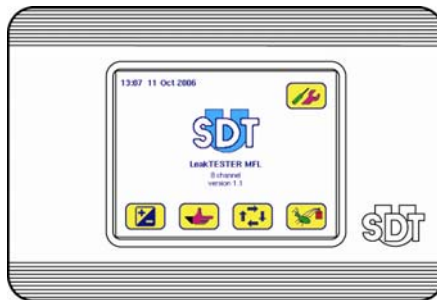 13:07 11 Oct 2006
SDT
LeakTESTER MFL
8 channel
version 1.1
SDT